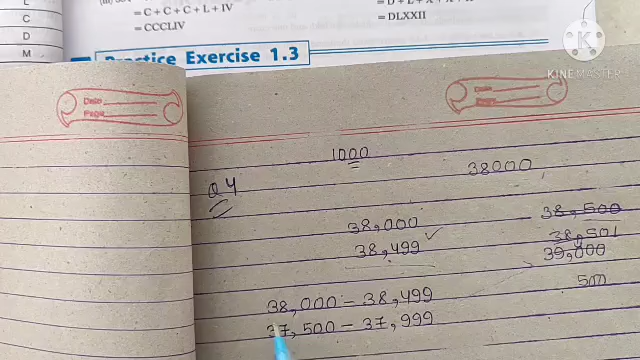 L
C
D
M
= C + C + C + L + IV
= CCCLIV
= DLXXII
Practice Exercise 1.3
KINEMASTER
Date
Page
Date
Page
1000
Q4
38000
38,000
38,499 ✓
38,500
38,501
39,000
500
38,000 – 38,499
37,500 – 37,999